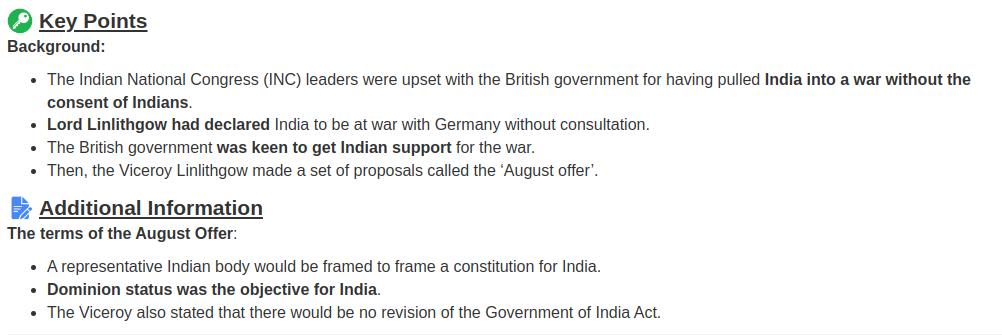 Key Points
Background:
• The Indian National Congress (INC) leaders were upset with the British government for having pulled India into a war without the
consent of Indians.
• Lord Linlithgow had declared India to be at war with Germany without consultation.
• The British government was keen to get Indian support for the war.
• Then, the Viceroy Linlithgow made a set of proposals called the ‘August offer’.
Additional Information
The terms of the August Offer:
• A representative Indian body would be framed to frame a constitution for India.
• Dominion status was the objective for India.
• The Viceroy also stated that there would be no revision of the Government of India Act.